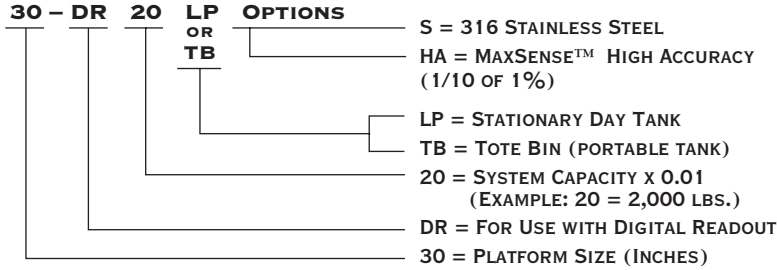 30 – DR 20 LP OPTIONS
OR
TB
S = 316 STAINLESS STEEL
HA = MAXSENSE™ HIGH ACCURACY
(1/10 OF 1%)
LP = STATIONARY DAY TANK
TB = TOTE BIN (PORTABLE TANK)
20 = SYSTEM CAPACITY X 0.01
(EXAMPLE: 20 = 2,000 LBS.)
DR = FOR USE WITH DIGITAL READOUT
30 = PLATFORM SIZE (INCHES)